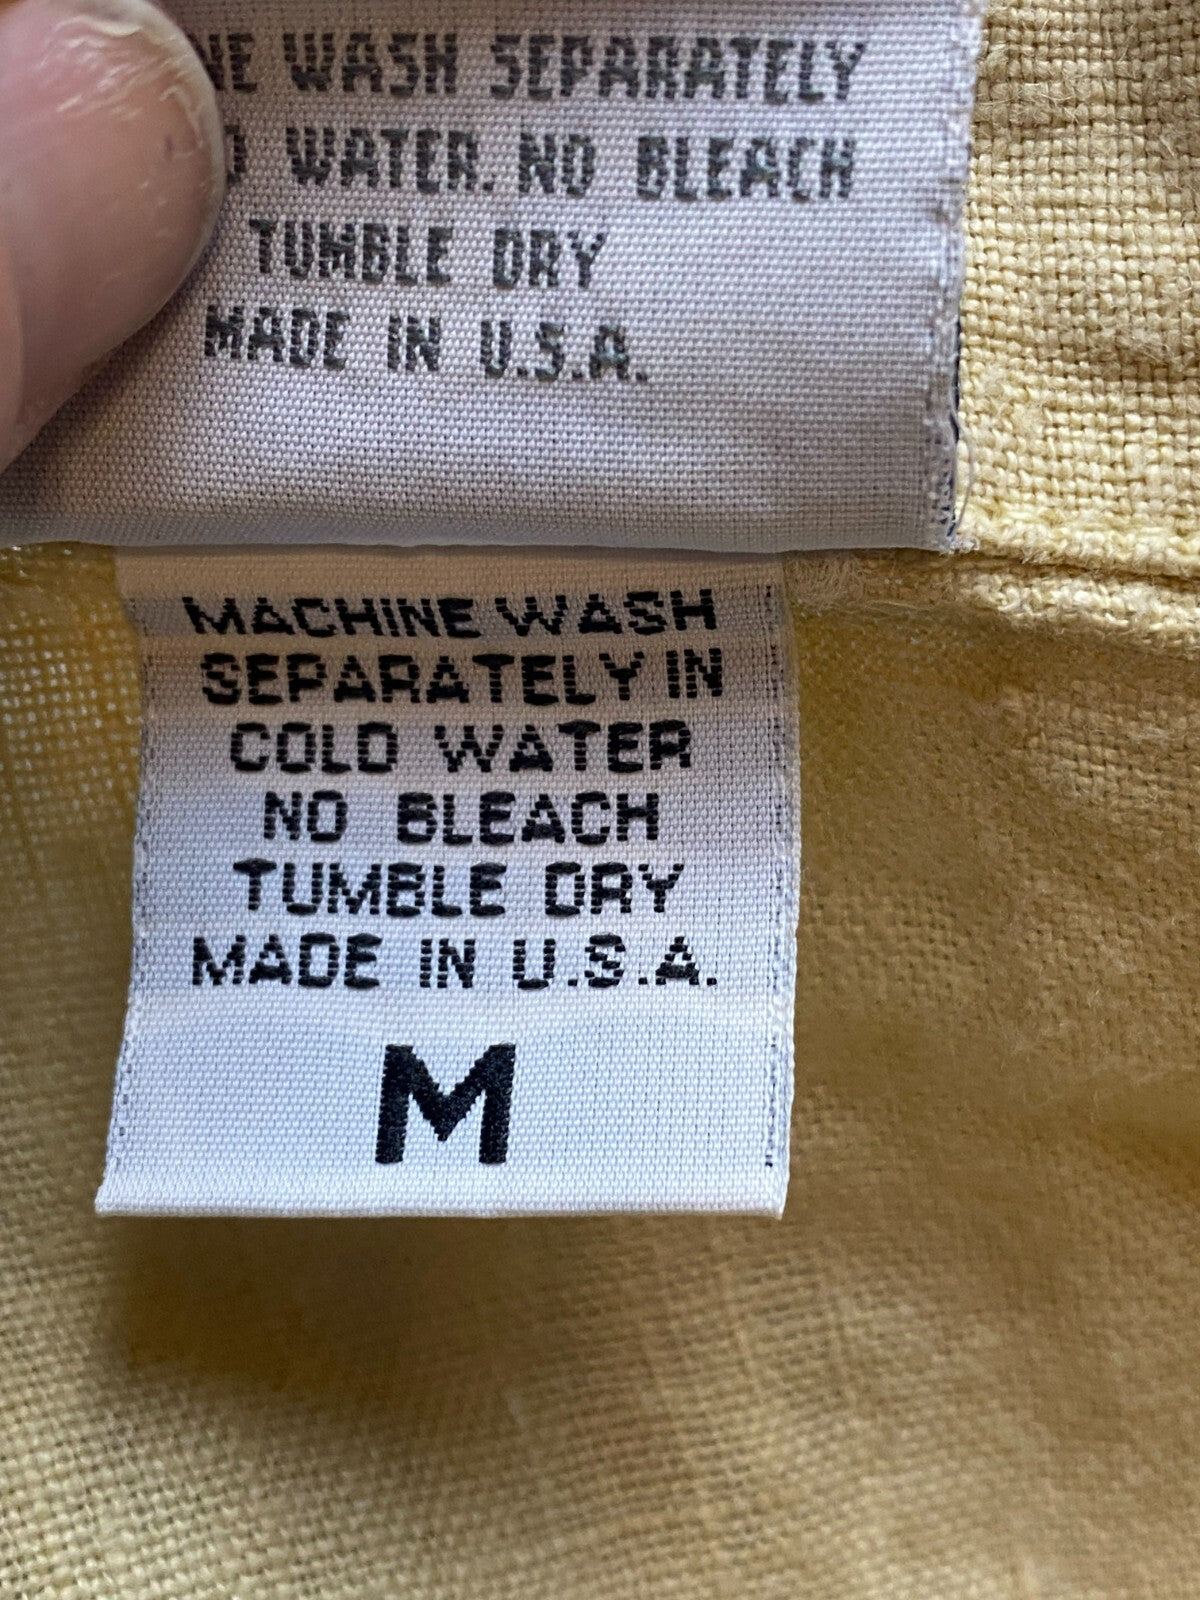 WASH SEPARATELY
WATER. NO BLEACH
TUMBLE DRY
MADE IN U.S.A.
MACHINE WASH
SEPARATELY IN
COLD WATER
NO BLEACH
TUMBLE DRY
MADE IN U.S.A.
M